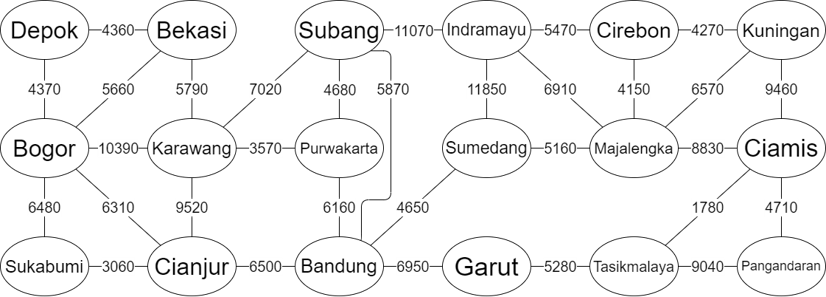 Depok 4360 Bekasi Subang 11070 Indramayu 5470 Cirebon 4270 Kuningan
4370 5660 5790 7020 4680 5870 11850 6910 4150 6570 9460
Bogor 10390 Karawang 3570 Purwakarta Sumedang 5160 Majalengka 8830 Ciamis
6480 6310 9520 6160 4650 1780 4710
Sukabumi 3060 Cianjur 6500 Bandung 6950 Garut 5280 Tasikmalaya 9040 Pangandaran